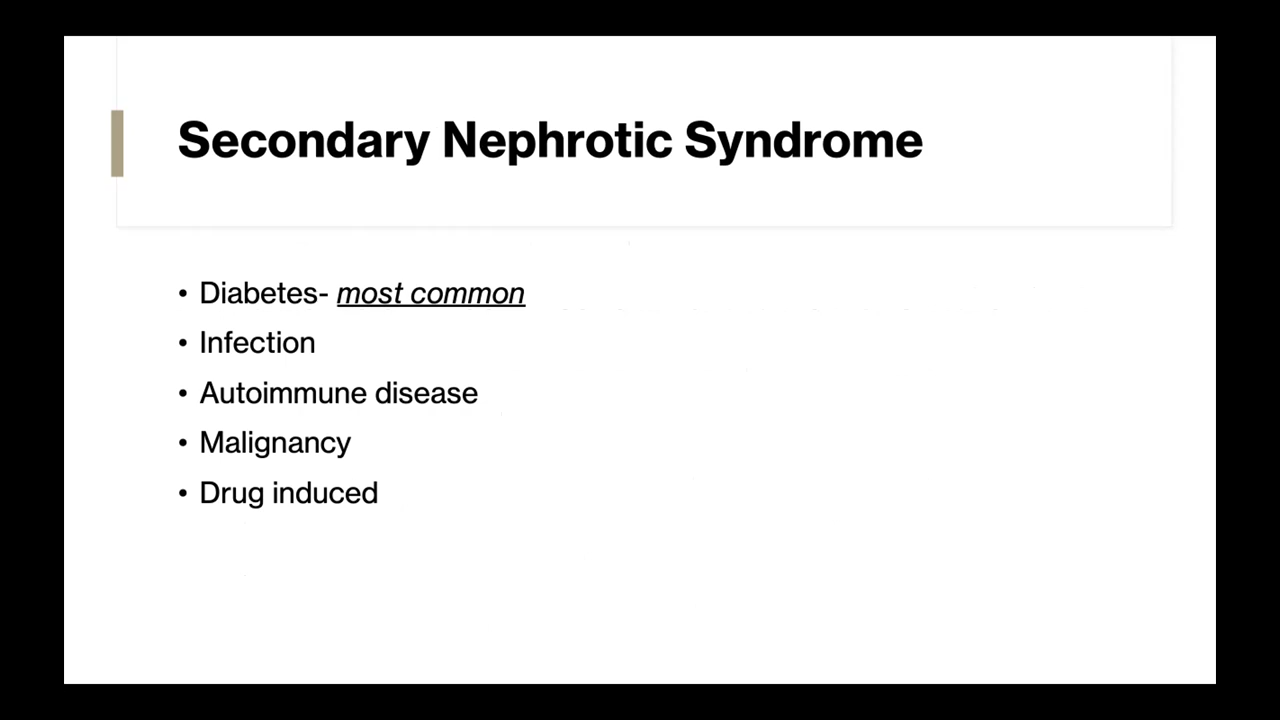 Secondary Nephrotic Syndrome
• Diabetes- most common
• Infection
• Autoimmune disease
• Malignancy
• Drug induced